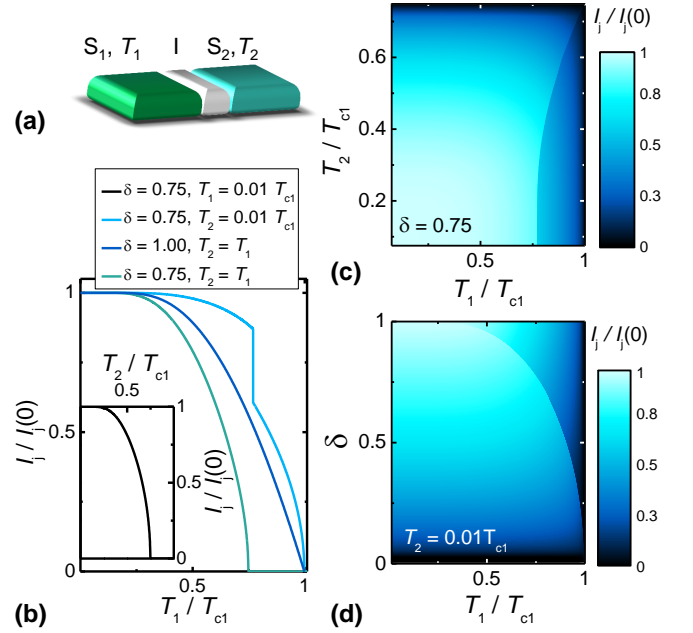 S1, T1 I S2,T2
(a)
δ = 0.75, T1 = 0.01 Tc1
δ = 0.75, T2 = 0.01 Tc1
δ = 1.00, T2 = T1
δ = 0.75, T2 = T1
1
0.5
0
Ij / Ij(0)
T2 / Tc1
0.5
1
0.5
0
Ij / Ij(0)
0.5
1
T1 / Tc1
(b)
Ij / Ij(0)
0.6
0.4
0.2
T2 / Tc1
δ = 0.75
1
0.8
0.6
0.3
0
0.5
1
T1 / Tc1
(c)
Ij / Ij(0)
1
0.5
0
δ
T2 = 0.01Tc1
1
0.8
0.6
0.3
0
0.5
1
T1 / Tc1
(d)